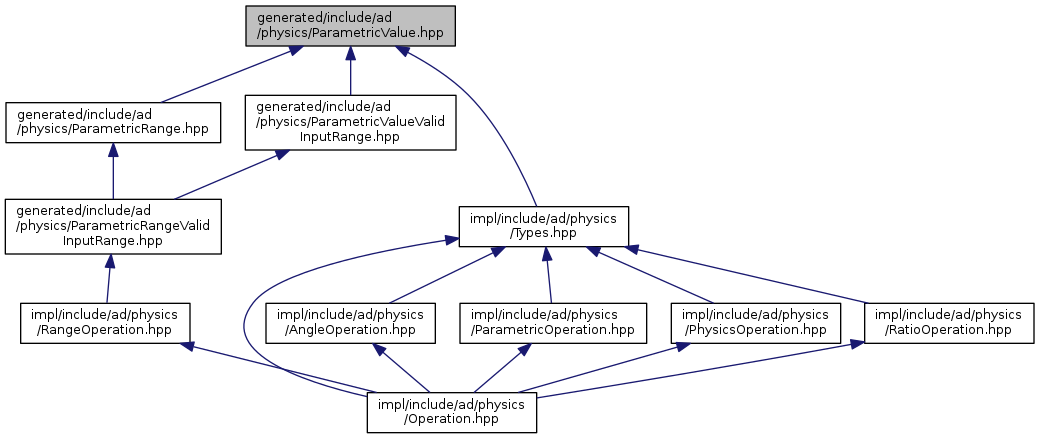 generated/include/ad
/physics/ParametricValue.hpp
generated/include/ad
/physics/ParametricRange.hpp
generated/include/ad
/physics/ParametricValueValid
InputRange.hpp
generated/include/ad
/physics/ParametricRangeValid
InputRange.hpp
impl/include/ad/physics
/Types.hpp
impl/include/ad/physics
/RangeOperation.hpp
impl/include/ad/physics
/AngleOperation.hpp
impl/include/ad/physics
/ParametricOperation.hpp
impl/include/ad/physics
/PhysicsOperation.hpp
impl/include/ad/physics
/RatioOperation.hpp
impl/include/ad/physics
/Operation.hpp